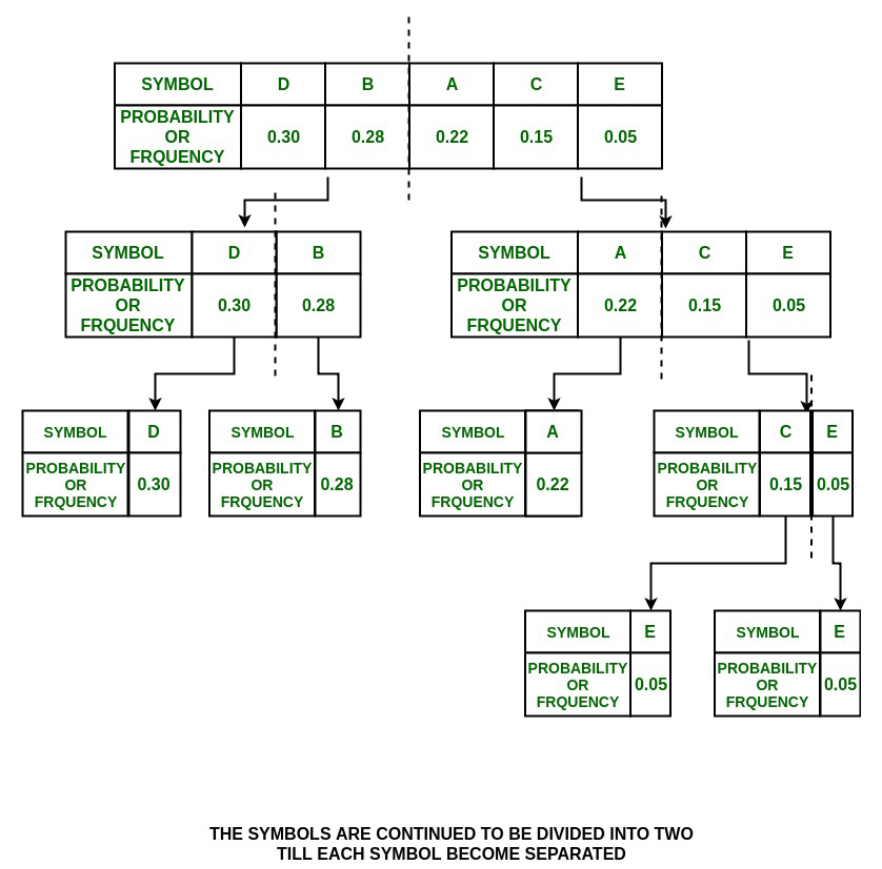 SYMBOL D B A C E
PROBABILITY
OR
FRQUENCY 0.30 0.28 0.22 0.15 0.05
SYMBOL D B
PROBABILITY
OR
FRQUENCY 0.30 0.28
SYMBOL A C E
PROBABILITY
OR
FRQUENCY 0.22 0.15 0.05
SYMBOL D
PROBABILITY
OR
FRQUENCY 0.30
SYMBOL B
PROBABILITY
OR
FRQUENCY 0.28
SYMBOL A
PROBABILITY
OR
FRQUENCY 0.22
SYMBOL C E
PROBABILITY
OR
FRQUENCY 0.15 0.05
SYMBOL E
PROBABILITY
OR
FRQUENCY 0.05
SYMBOL E
PROBABILITY
OR
FRQUENCY 0.05
THE SYMBOLS ARE CONTINUED TO BE DIVIDED INTO TWO
TILL EACH SYMBOL BECOME SEPARATED